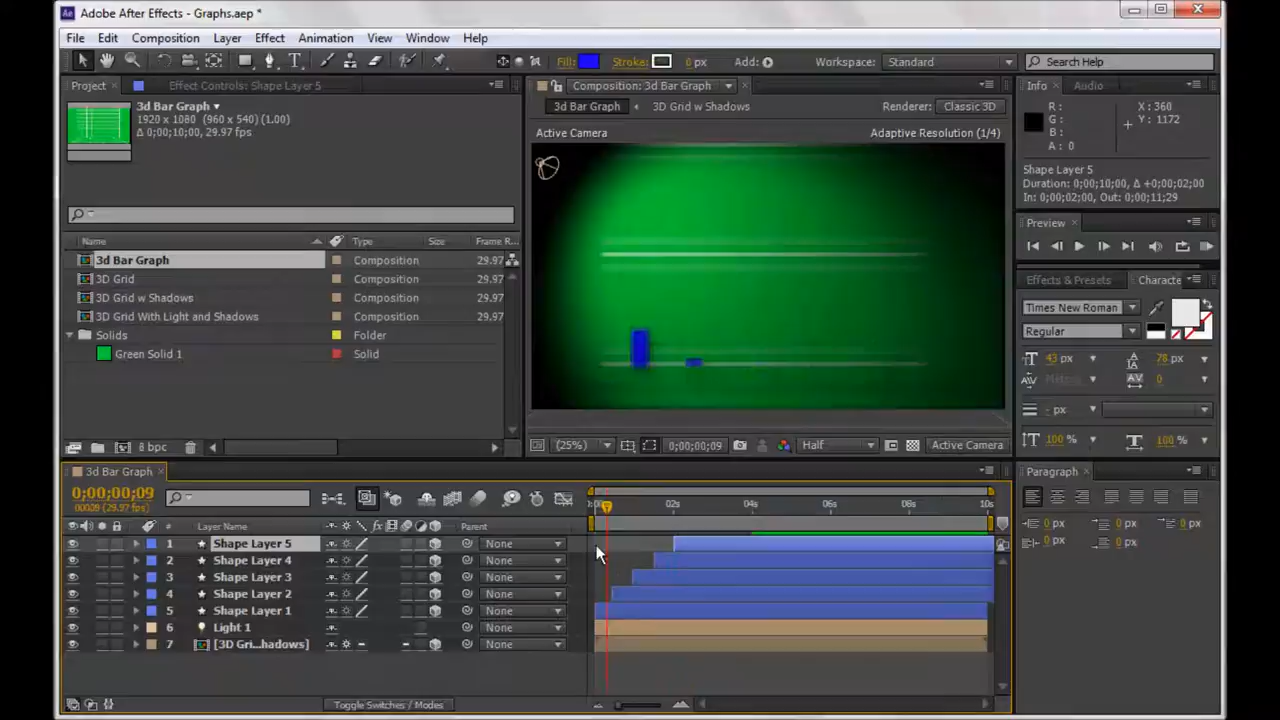 Ae Adobe After Effects - Graphs.aep *
File Edit Composition Layer Effect Animation View Window Help
Fill: Stroke: 0 px Add: Workspace: Standard Search Help
Project Effect Controls: Shape Layer 5
3d Bar Graph
1920 x 1080 (960 x 540) (1.00)
Δ 0;00;10;00, 29.97 fps
Name Type Size Frame R...
3d Bar Graph Composition 29.97
3D Grid Composition 29.97
3D Grid w Shadows Composition 29.97
3D Grid With Light and Shadows Composition 29.97
Solids Folder
Green Solid 1 Solid
8 bpc
Composition: 3d Bar Graph
3d Bar Graph 3D Grid w Shadows Renderer: Classic 3D
Active Camera Adaptive Resolution (1/4)
(25%) 0;00;00;09 Half Active Camera
Info Audio
R: X: 360
G: Y: 1172
B:
A: 0
Shape Layer 5
Duration: 0;00;10;00, Δ +0;00;02;00
In: 0;00;02;00, Out: 0;00;11;29
Preview
Effects & Presets Characte
Times New Roman
Regular
43 px 78 px
Metrics 0
- px
100 % 100 %
Paragraph
0 px 0 px 0 px
0 px 0 px
3d Bar Graph
0;00;00;09
00009 (29.97 fps)
02s 04s 06s 08s 10s
# Layer Name fx Parent
1 Shape Layer 5 None
2 Shape Layer 4 None
3 Shape Layer 3 None
4 Shape Layer 2 None
5 Shape Layer 1 None
6 Light 1 None
7 [3D Gri...hadows] None
Toggle Switches / Modes